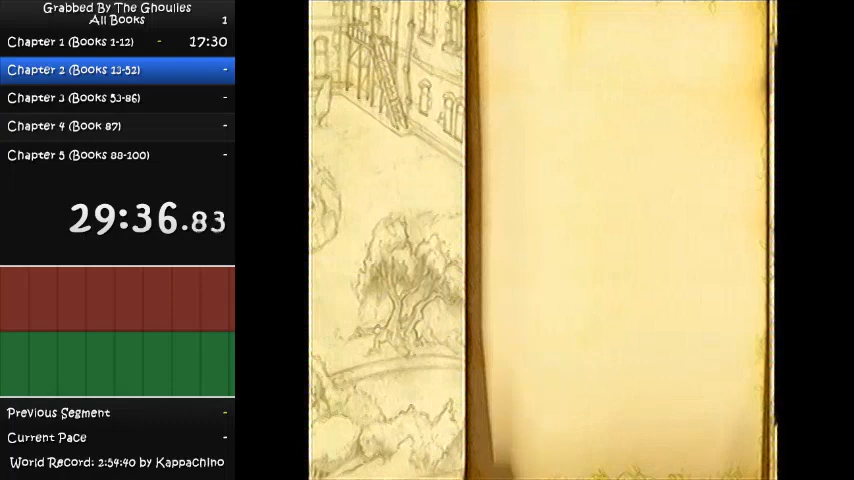 Grabbed By The Ghoulies
All Books 1
Chapter 1 (Books 1-12) - 17:30
Chapter 2 (Books 13-52) -
Chapter 3 (Books 53-86) -
Chapter 4 (Book 87) -
Chapter 5 (Books 88-100) -
29:36.83
Previous Segment -
Current Pace -
World Record: 2:54:40 by Kappachino